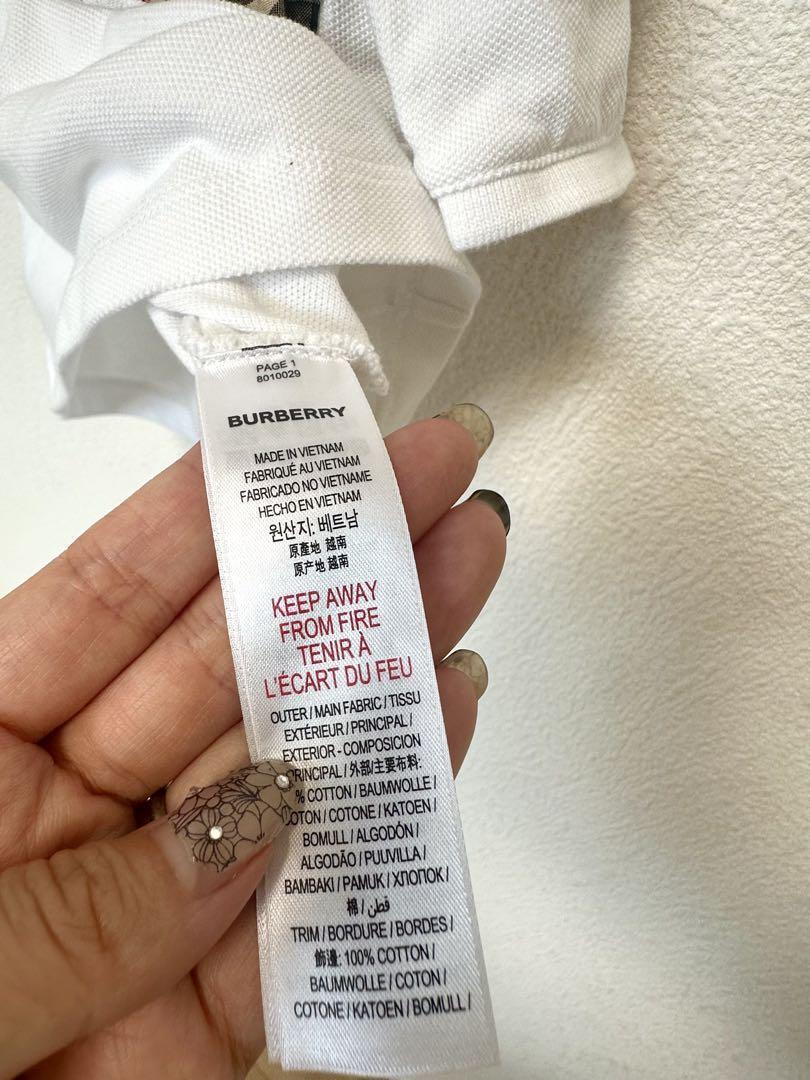 PAGE 1
8010029
BURBERRY
MADE IN VIETNAM
FABRIQUÉ AU VIETNAM
FABRICADO NO VIETNAME
HECHO EN VIETNAM
원산지: 베트남
原產地 越南
原产地 越南
KEEP AWAY
FROM FIRE
TENIR À
L'ÉCART DU FEU
OUTER / MAIN FABRIC / TISSU
EXTÉRIEUR / PRINCIPAL /
EXTERIOR - COMPOSICION
PRINCIPAL / 外部/主要布料:
% COTTON / BAUMWOLLE /
COTON / COTONE / KATOEN /
BOMULL / ALGODÓN /
ALGODÃO / PUUVILLA /
BAMBAKI / PAMUK / ХЛОПОК /
棉 / قطن
TRIM / BORDURE / BORDES /
飾邊: 100% COTTON /
BAUMWOLLE / COTON /
COTONE / KATOEN / BOMULL /